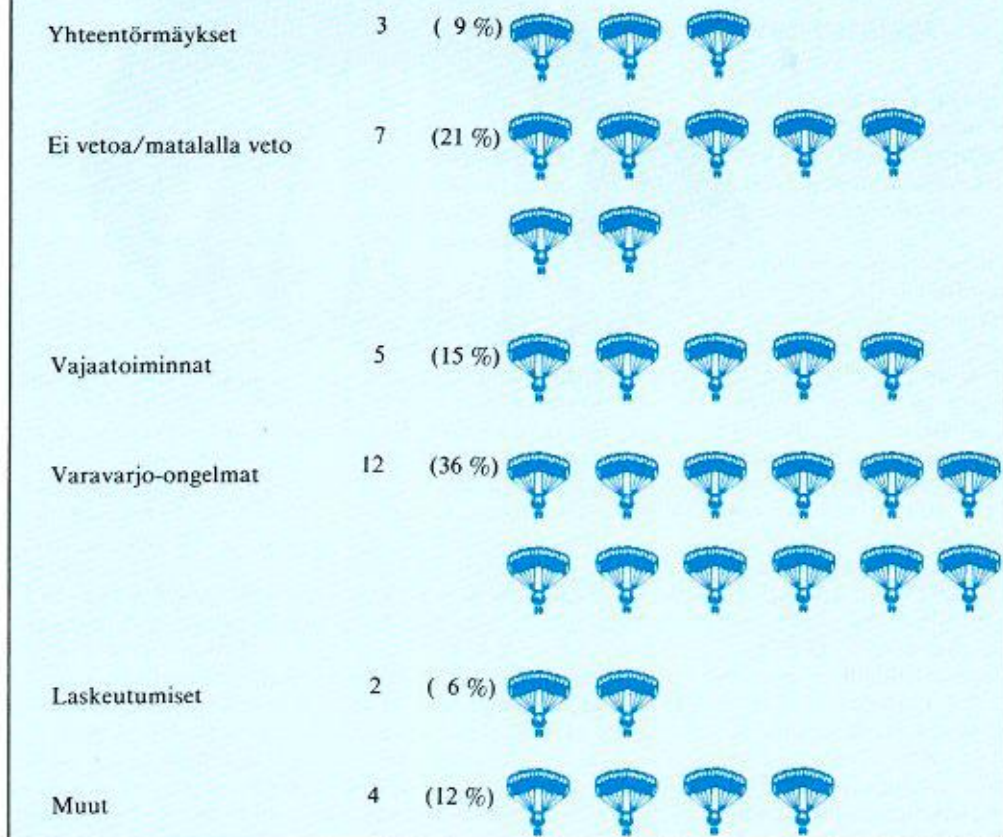 Yhteentörmäykset 3 ( 9 %)
Ei vetoa/matalalla veto 7 (21 %)
Vajaatoiminnat 5 (15 %)
Varavarjo-ongelmat 12 (36 %)
Laskeutumiset 2 ( 6 %)
Muut 4 (12 %)